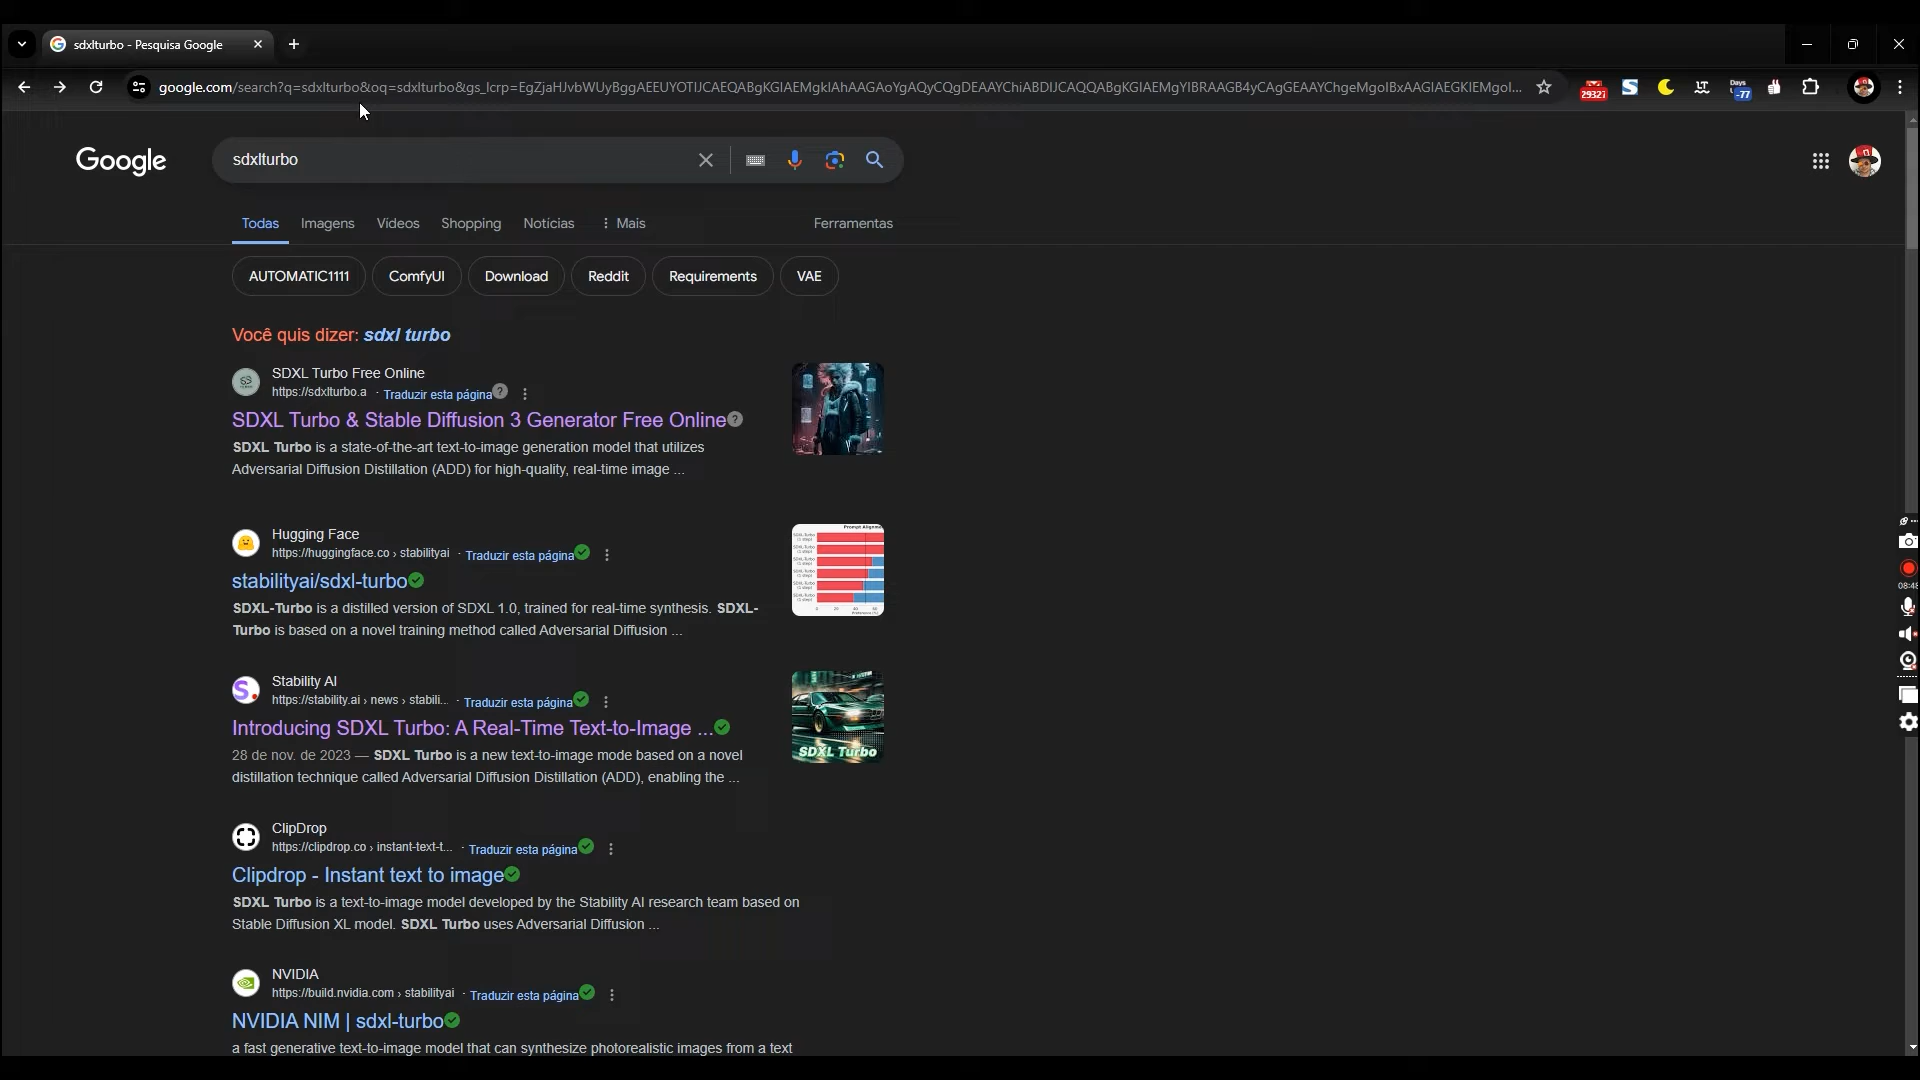 sdxlturbo - Pesquisa Google
google.com/search?q=sdxlturbo&oq=sdxlturbo&gs_lcrp=EgZjaHJvbWUyBggAEEUYOTIJCAEQABgKGIAEMgkIAhAAGAoYgAQyCQgDEAAYChiABDIJCAQQABgKGIAEMgYIBRAAGB4yCAgGEAAYChgeMgoIBxAAGIAEGKIEMgoI...
29327
Days
-77
Google
sdxlturbo
Todas Imagens Vídeos Shopping Notícias Mais Ferramentas
AUTOMATIC1111 ComfyUI Download Reddit Requirements VAE
Você quis dizer: sdxl turbo
SDXL Turbo Free Online
https://sdxlturbo.a · Traduzir esta página
SDXL Turbo & Stable Diffusion 3 Generator Free Online
SDXL Turbo is a state-of-the-art text-to-image generation model that utilizes
Adversarial Diffusion Distillation (ADD) for high-quality, real-time image ...
Hugging Face
https://huggingface.co › stabilityai · Traduzir esta página
stabilityai/sdxl-turbo
SDXL-Turbo is a distilled version of SDXL 1.0, trained for real-time synthesis. SDXL-
Turbo is based on a novel training method called Adversarial Diffusion ...
Stability AI
https://stability.ai › news › stabili... · Traduzir esta página
Introducing SDXL Turbo: A Real-Time Text-to-Image ...
28 de nov. de 2023 — SDXL Turbo is a new text-to-image mode based on a novel
distillation technique called Adversarial Diffusion Distillation (ADD), enabling the ...
SDXL Turbo
ClipDrop
https://clipdrop.co › instant-text-t... · Traduzir esta página
Clipdrop - Instant text to image
SDXL Turbo is a text-to-image model developed by the Stability AI research team based on
Stable Diffusion XL model. SDXL Turbo uses Adversarial Diffusion ...
NVIDIA
https://build.nvidia.com › stabilityai · Traduzir esta página
NVIDIA NIM | sdxl-turbo
a fast generative text-to-image model that can synthesize photorealistic images from a text